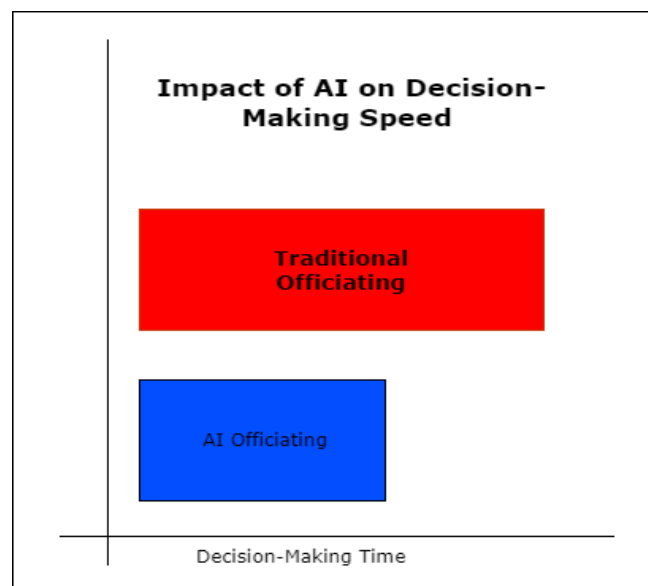 Impact of AI on Decision-
Making Speed
Traditional
Officiating
AI Officiating
Decision-Making Time